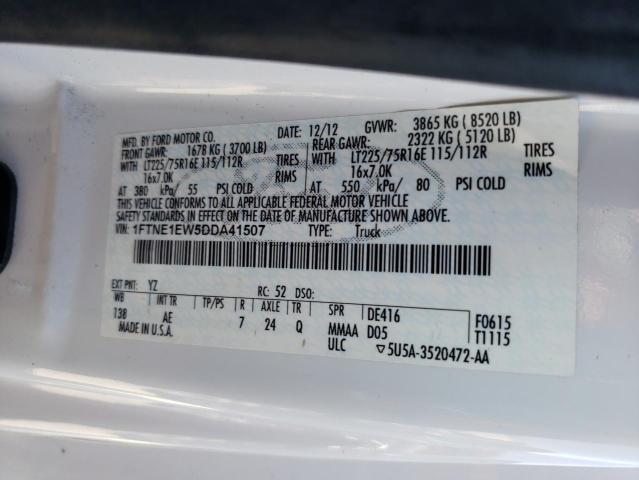 MFD. BY FORD MOTOR CO.
DATE: 12/12 GVWR: 3865 KG ( 8520 LB)
FRONT GAWR: 1678 KG ( 3700 LB) REAR GAWR: 2322 KG ( 5120 LB)
WITH LT225/75R16E 115/112R TIRES WITH LT225/75R16E 115/112R TIRES
16x7.0K RIMS 16x7.0K RIMS
AT 380 kPa/ 55 PSI COLD AT 550 kPa/ 80 PSI COLD
THIS VEHICLE CONFORMS TO ALL APPLICABLE FEDERAL MOTOR VEHICLE
SAFETY STANDARDS IN EFFECT ON THE DATE OF MANUFACTURE SHOWN ABOVE.
VIN: 1FTNE1EW5DDA41507 TYPE: Truck
EXT PNT: YZ RC: 52 DSO:
WB INT TR TP/PS R AXLE TR SPR DE416 F0615
138 AE 7 24 Q MMAA D05 T1115
MADE IN U.S.A. ULC 5U5A-3520472-AA